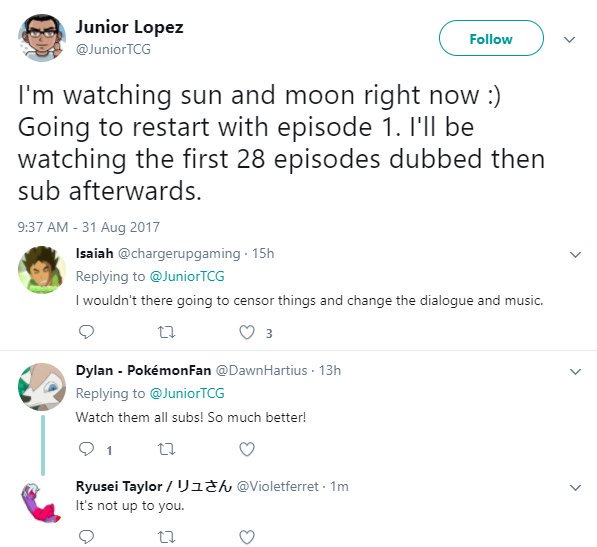 Junior Lopez
@JuniorTCG
Follow
I'm watching sun and moon right now :)
Going to restart with episode 1. I'll be
watching the first 28 episodes dubbed then
sub afterwards.
9:37 AM - 31 Aug 2017
Isaiah @chargerupgaming · 15h
Replying to @JuniorTCG
I wouldn't there going to censor things and change the dialogue and music.
3
Dylan - PokémonFan @DawnHartius · 13h
Replying to @JuniorTCG
Watch them all subs! So much better!
1
Ryusei Taylor / リュさん @Violetferret · 1m
It's not up to you.